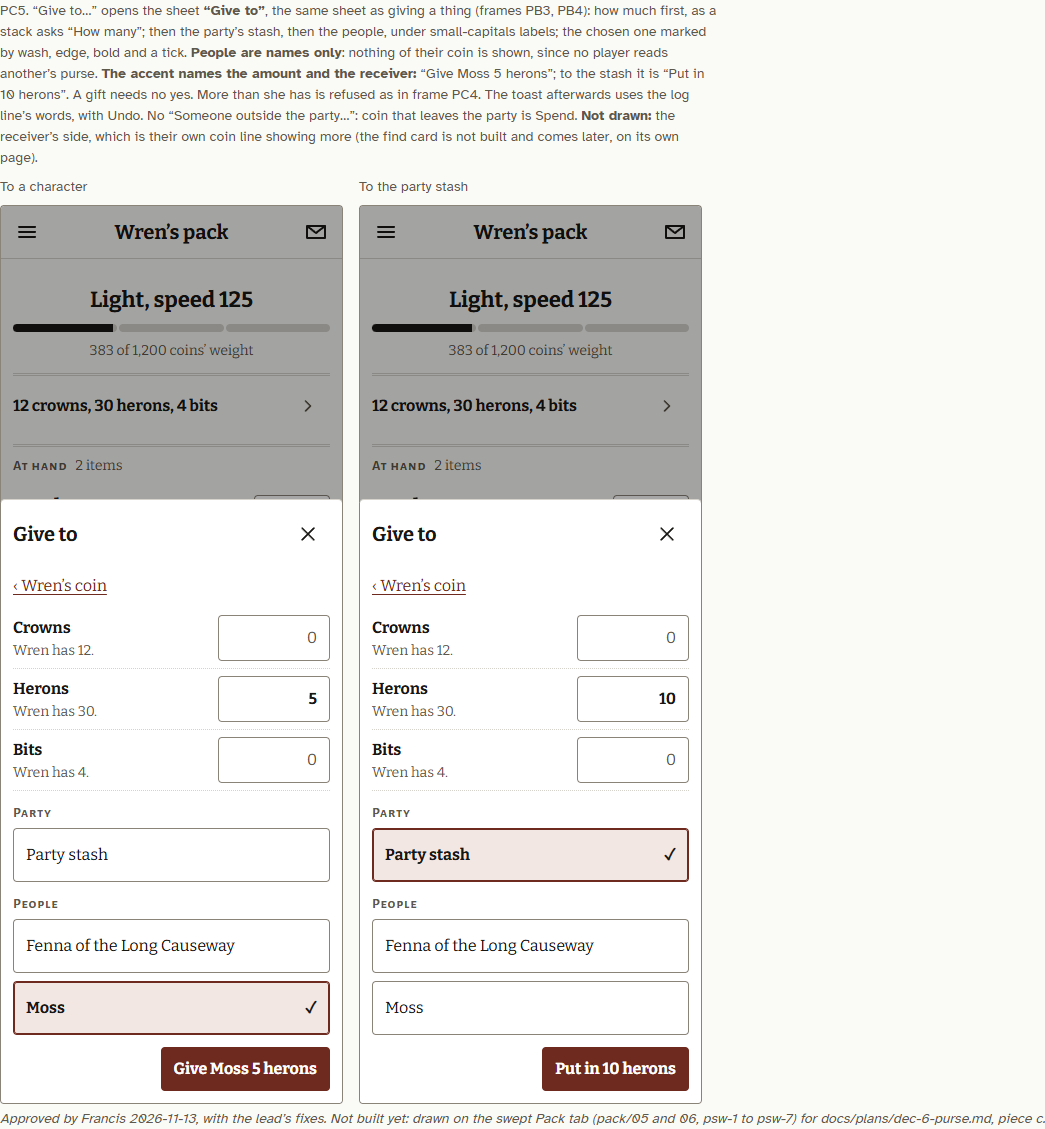 PC5. “Give to…” opens the sheet “Give to”, the same sheet as giving a thing (frames PB3, PB4): how much first, as a
stack asks “How many”; then the party’s stash, then the people, under small-capitals labels; the chosen one marked
by wash, edge, bold and a tick. People are names only: nothing of their coin is shown, since no player reads
another’s purse. The accent names the amount and the receiver: “Give Moss 5 herons”; to the stash it is “Put in
10 herons”. A gift needs no yes. More than she has is refused as in frame PC4. The toast afterwards uses the log
line’s words, with Undo. No “Someone outside the party…”: coin that leaves the party is Spend. Not drawn: the
receiver’s side, which is their own coin line showing more (the find card is not built and comes later, on its own
page).
To a character
Wren’s pack
Light, speed 125
383 of 1,200 coins’ weight
12 crowns, 30 herons, 4 bits
At hand 2 items
Give to
‹ Wren’s coin
Crowns
0
Wren has 12.
Herons
5
Wren has 30.
Bits
0
Wren has 4.
Party
Party stash
People
Fenna of the Long Causeway
Moss ✓
Give Moss 5 herons
To the party stash
Wren’s pack
Light, speed 125
383 of 1,200 coins’ weight
12 crowns, 30 herons, 4 bits
At hand 2 items
Give to
‹ Wren’s coin
Crowns
0
Wren has 12.
Herons
10
Wren has 30.
Bits
0
Wren has 4.
Party
Party stash ✓
People
Fenna of the Long Causeway
Moss
Put in 10 herons
Approved by Francis 2026-11-13, with the lead’s fixes. Not built yet: drawn on the swept Pack tab (pack/05 and 06, psw-1 to psw-7) for docs/plans/dec-6-purse.md, piece c.